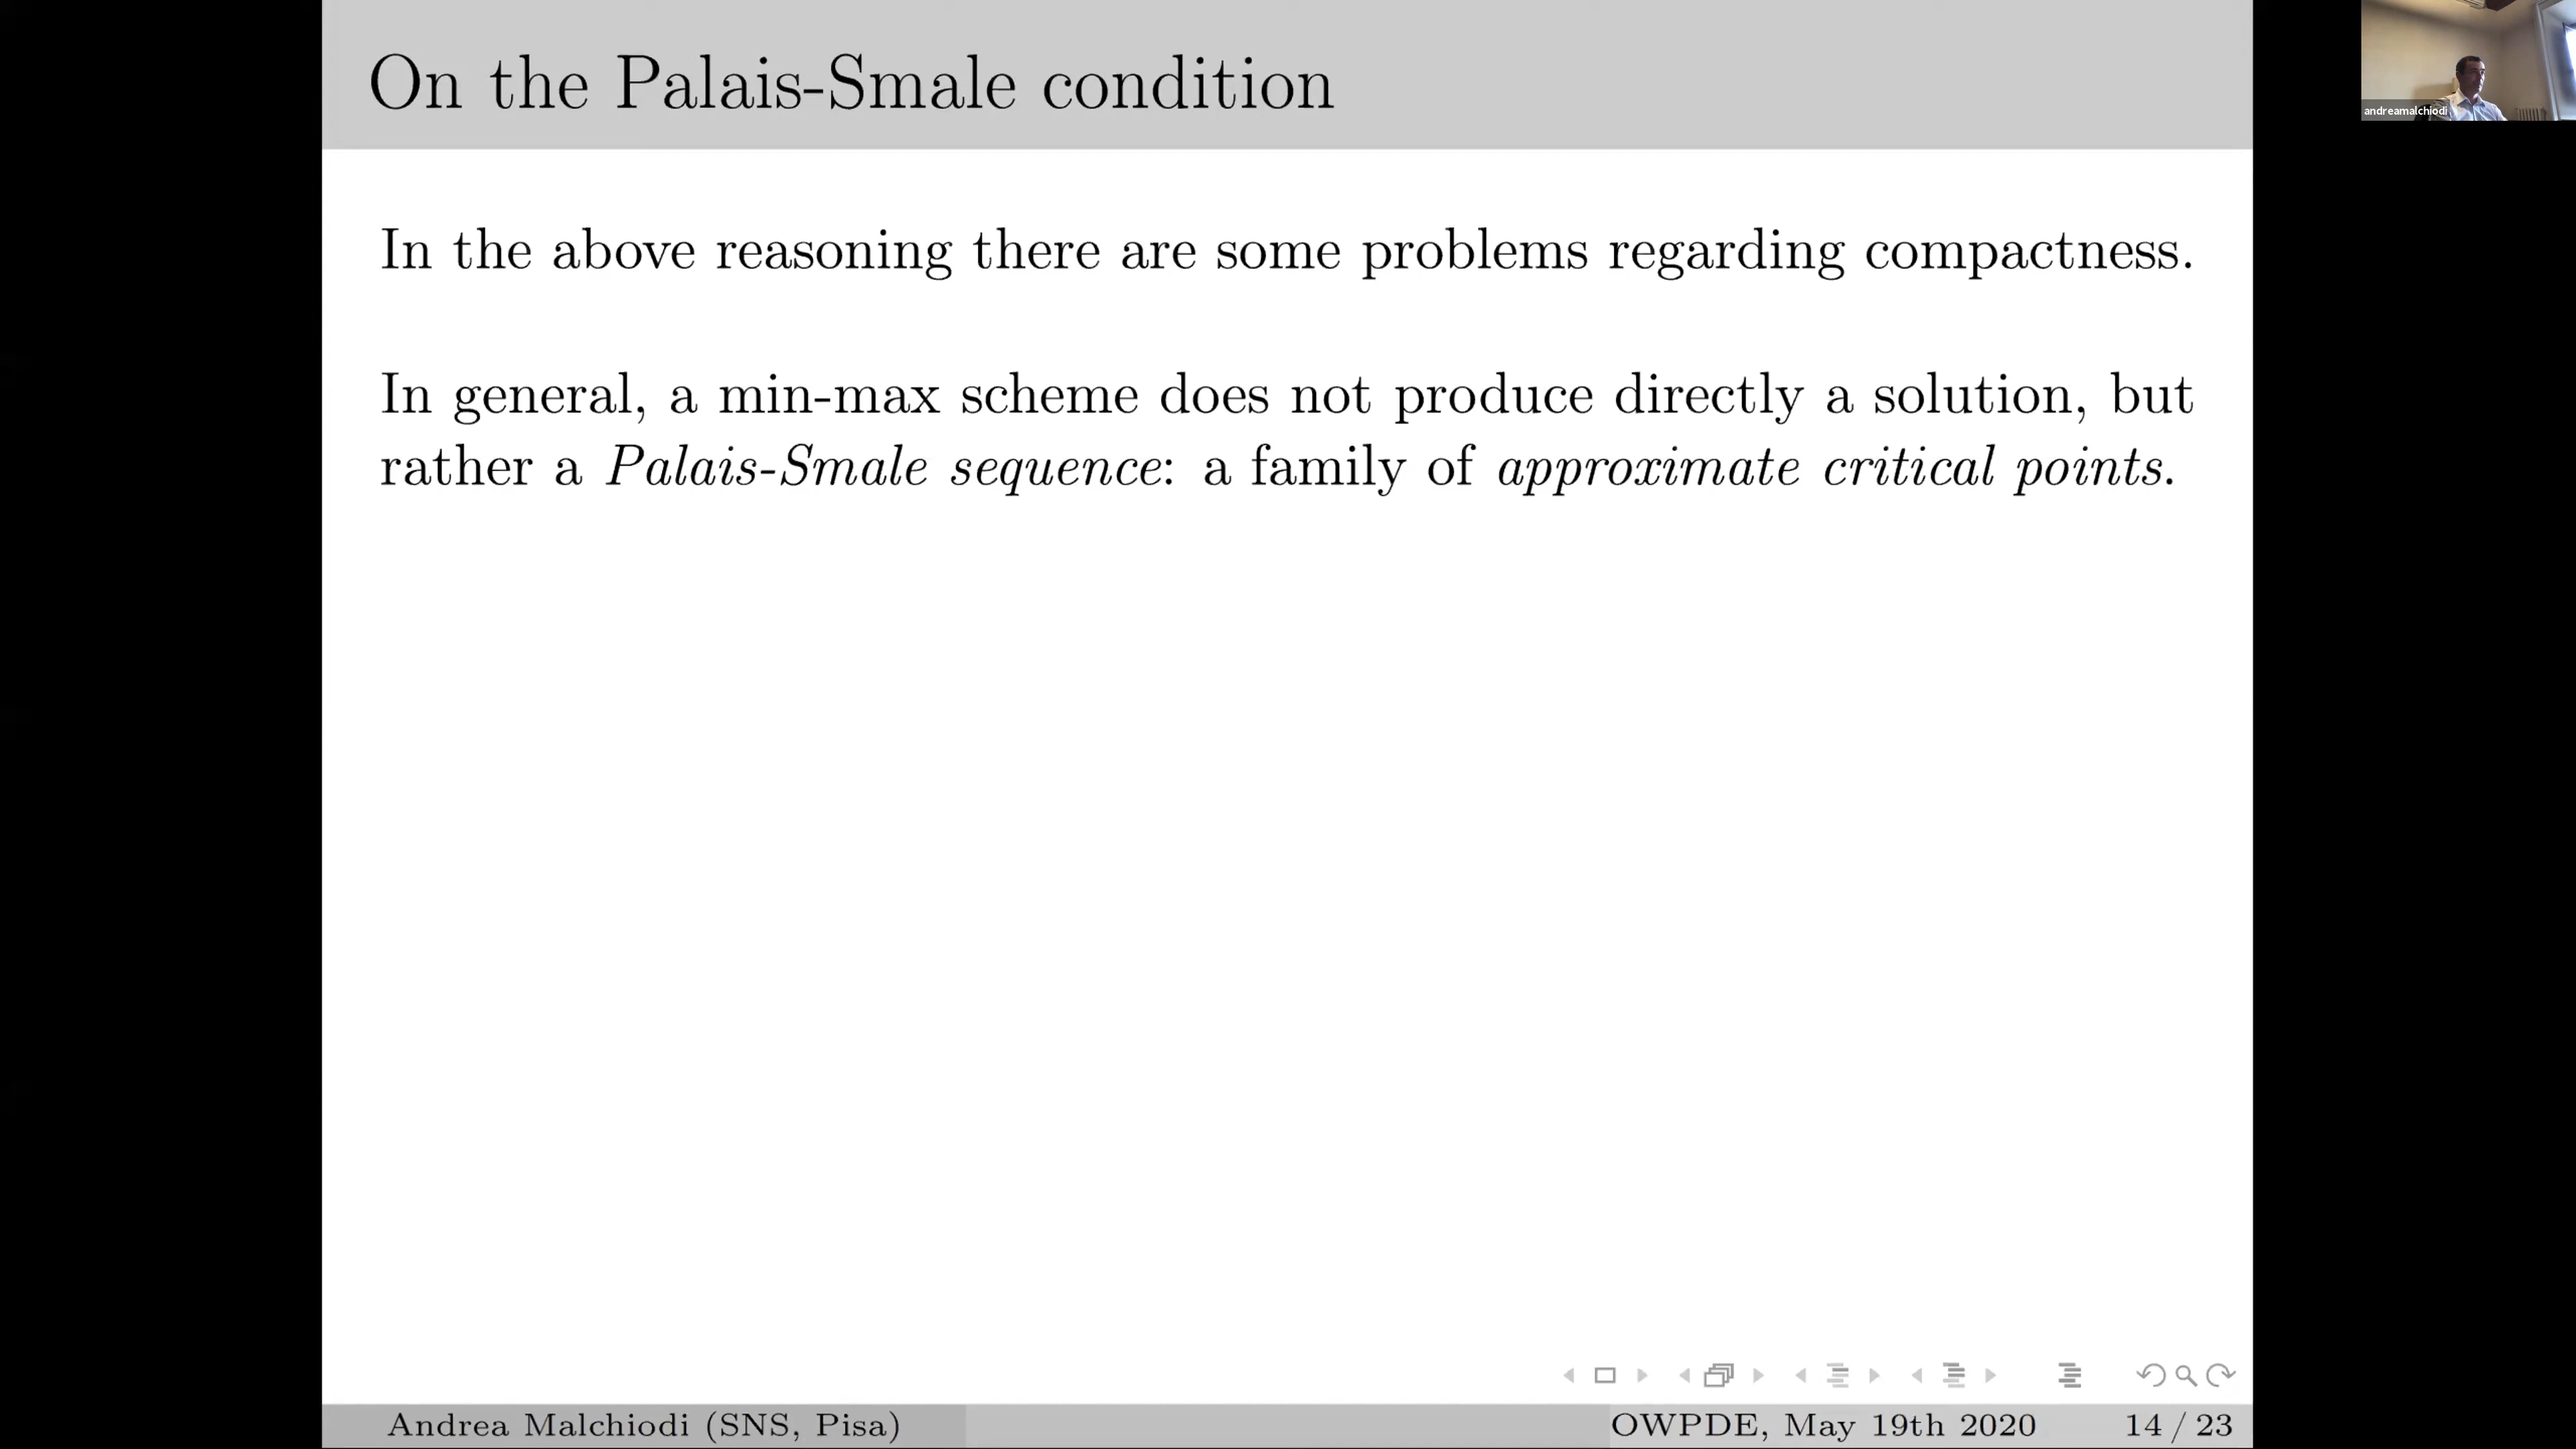 On the Palais-Smale condition
andreamalchiodi
In the above reasoning there are some problems regarding compactness.
In general, a min-max scheme does not produce directly a solution, but
rather a Palais-Smale sequence: a family of approximate critical points.
Andrea Malchiodi (SNS, Pisa)
OWPDE, May 19th 2020
14 / 23